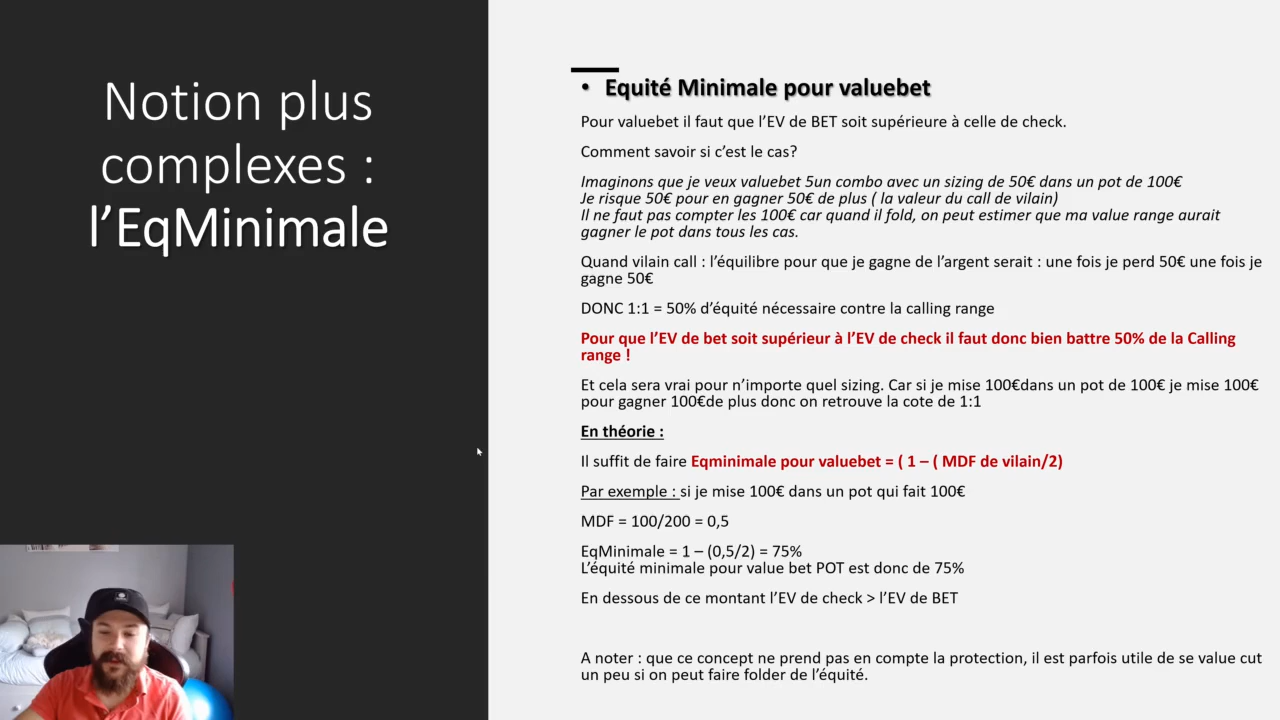 Notion plus
complexes :
l’EqMinimale
• Equité Minimale pour valuebet
Pour valuebet il faut que l’EV de BET soit supérieure à celle de check.
Comment savoir si c’est le cas?
Imaginons que je veux valuebet 5un combo avec un sizing de 50€ dans un pot de 100€
Je risque 50€ pour en gagner 50€ de plus ( la valeur du call de vilain)
Il ne faut pas compter les 100€ car quand il fold, on peut estimer que ma value range aurait
gagner le pot dans tous les cas.
Quand vilain call : l’équilibre pour que je gagne de l’argent serait : une fois je perd 50€ une fois je
gagne 50€
DONC 1:1 = 50% d’équité nécessaire contre la calling range
Pour que l’EV de bet soit supérieur à l’EV de check il faut donc bien battre 50% de la Calling
range !
Et cela sera vrai pour n’importe quel sizing. Car si je mise 100€dans un pot de 100€ je mise 100€
pour gagner 100€de plus donc on retrouve la cote de 1:1
En théorie :
Il suffit de faire Eqminimale pour valuebet = ( 1 – ( MDF de vilain/2)
Par exemple : si je mise 100€ dans un pot qui fait 100€
MDF = 100/200 = 0,5
EqMinimale = 1 – (0,5/2) = 75%
L’équité minimale pour value bet POT est donc de 75%
En dessous de ce montant l’EV de check > l’EV de BET
A noter : que ce concept ne prend pas en compte la protection, il est parfois utile de se value cut
un peu si on peut faire folder de l’équité.